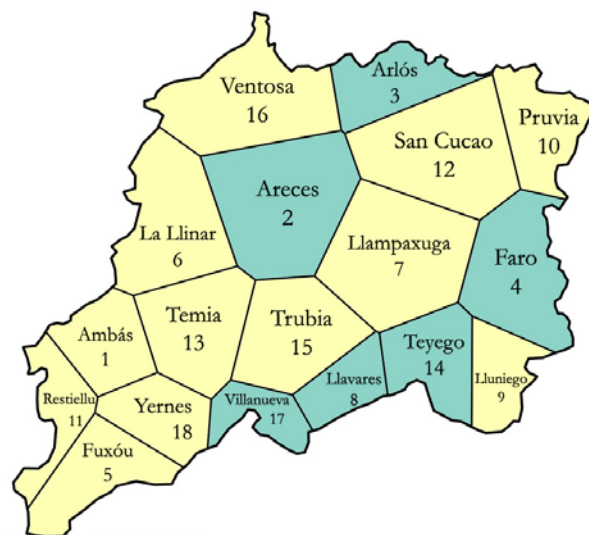 Ventosa
16
Arlós
3
Pruvia
10
San Cucao
12
Areces
2
La Llinar
6
Llampaxuga
7
Faro
4
Temia
13
Trubia
15
Ambás
1
Teyego
14
Lluniego
9
Llavares
8
Villanueva
17
Restiellu
11
Yernes
18
Fuxóu
5